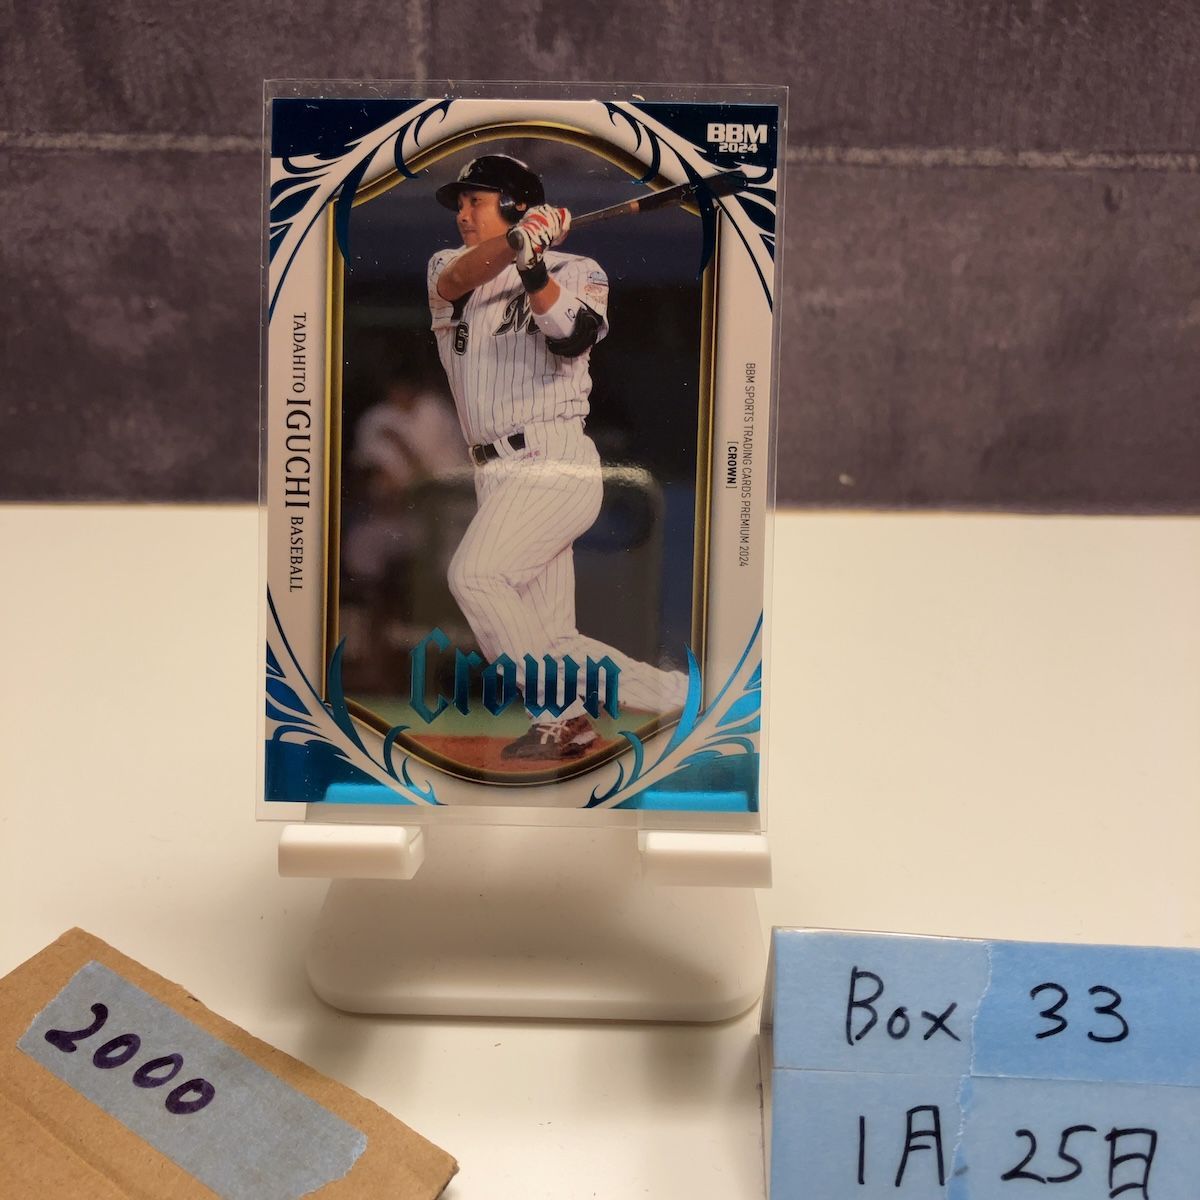 BBM
2024
TADAHITO IGUCHI BASEBALL
BBM SPORTS TRADING CARDS PREMIUM 2024
[CROWN]
M
6
Crown
2000
Box 33
1月 25日